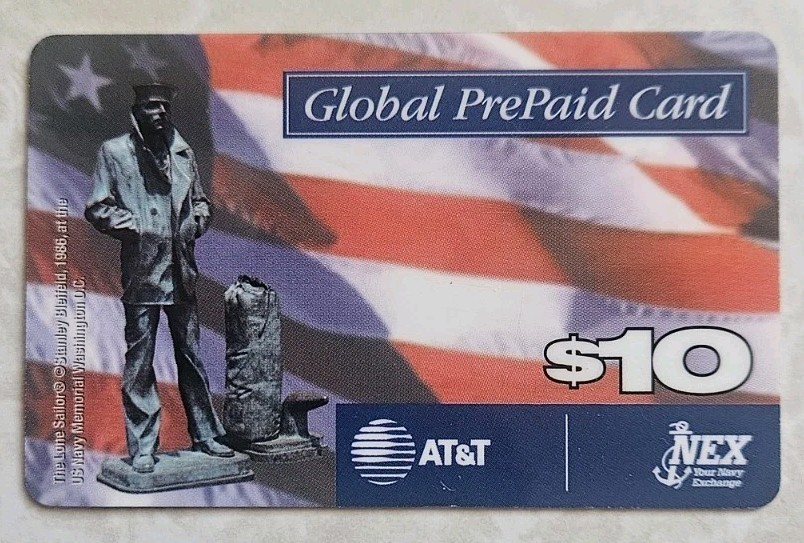 Global PrePaid Card
The Lone Sailor® © Stanley Bleifeld, 1986, at the
US Navy Memorial Washington D.C.
$10
AT&T
NEX
Your Navy
Exchange